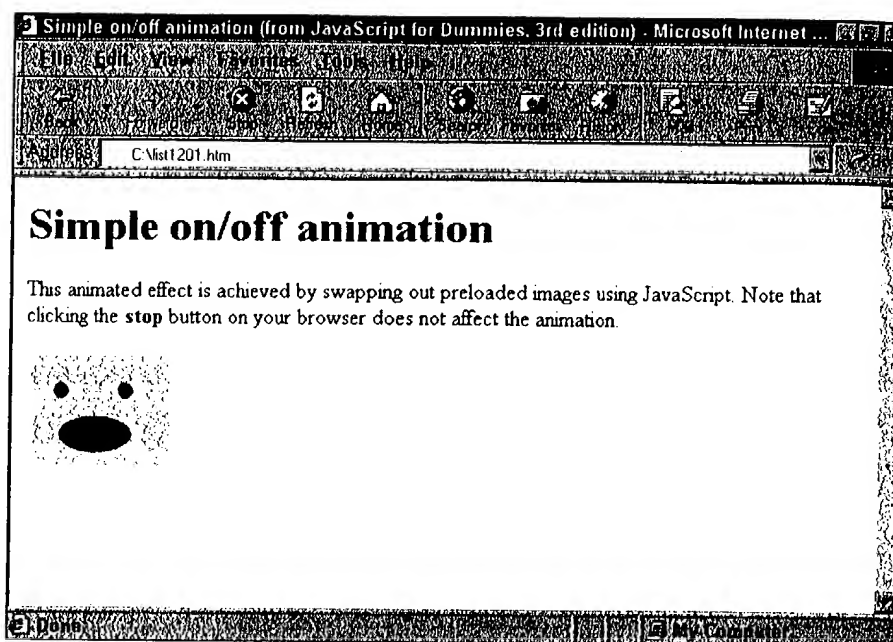 Simple on/off animation (from JavaScript for Dummies, 3rd edition) - Microsoft Internet ...
File Edit View Favorites Tools Help
Address C:\list1201.htm
Simple on/off animation
This animated effect is achieved by swapping out preloaded images using JavaScript. Note that
clicking the stop button on your browser does not affect the animation.
Done My Computer